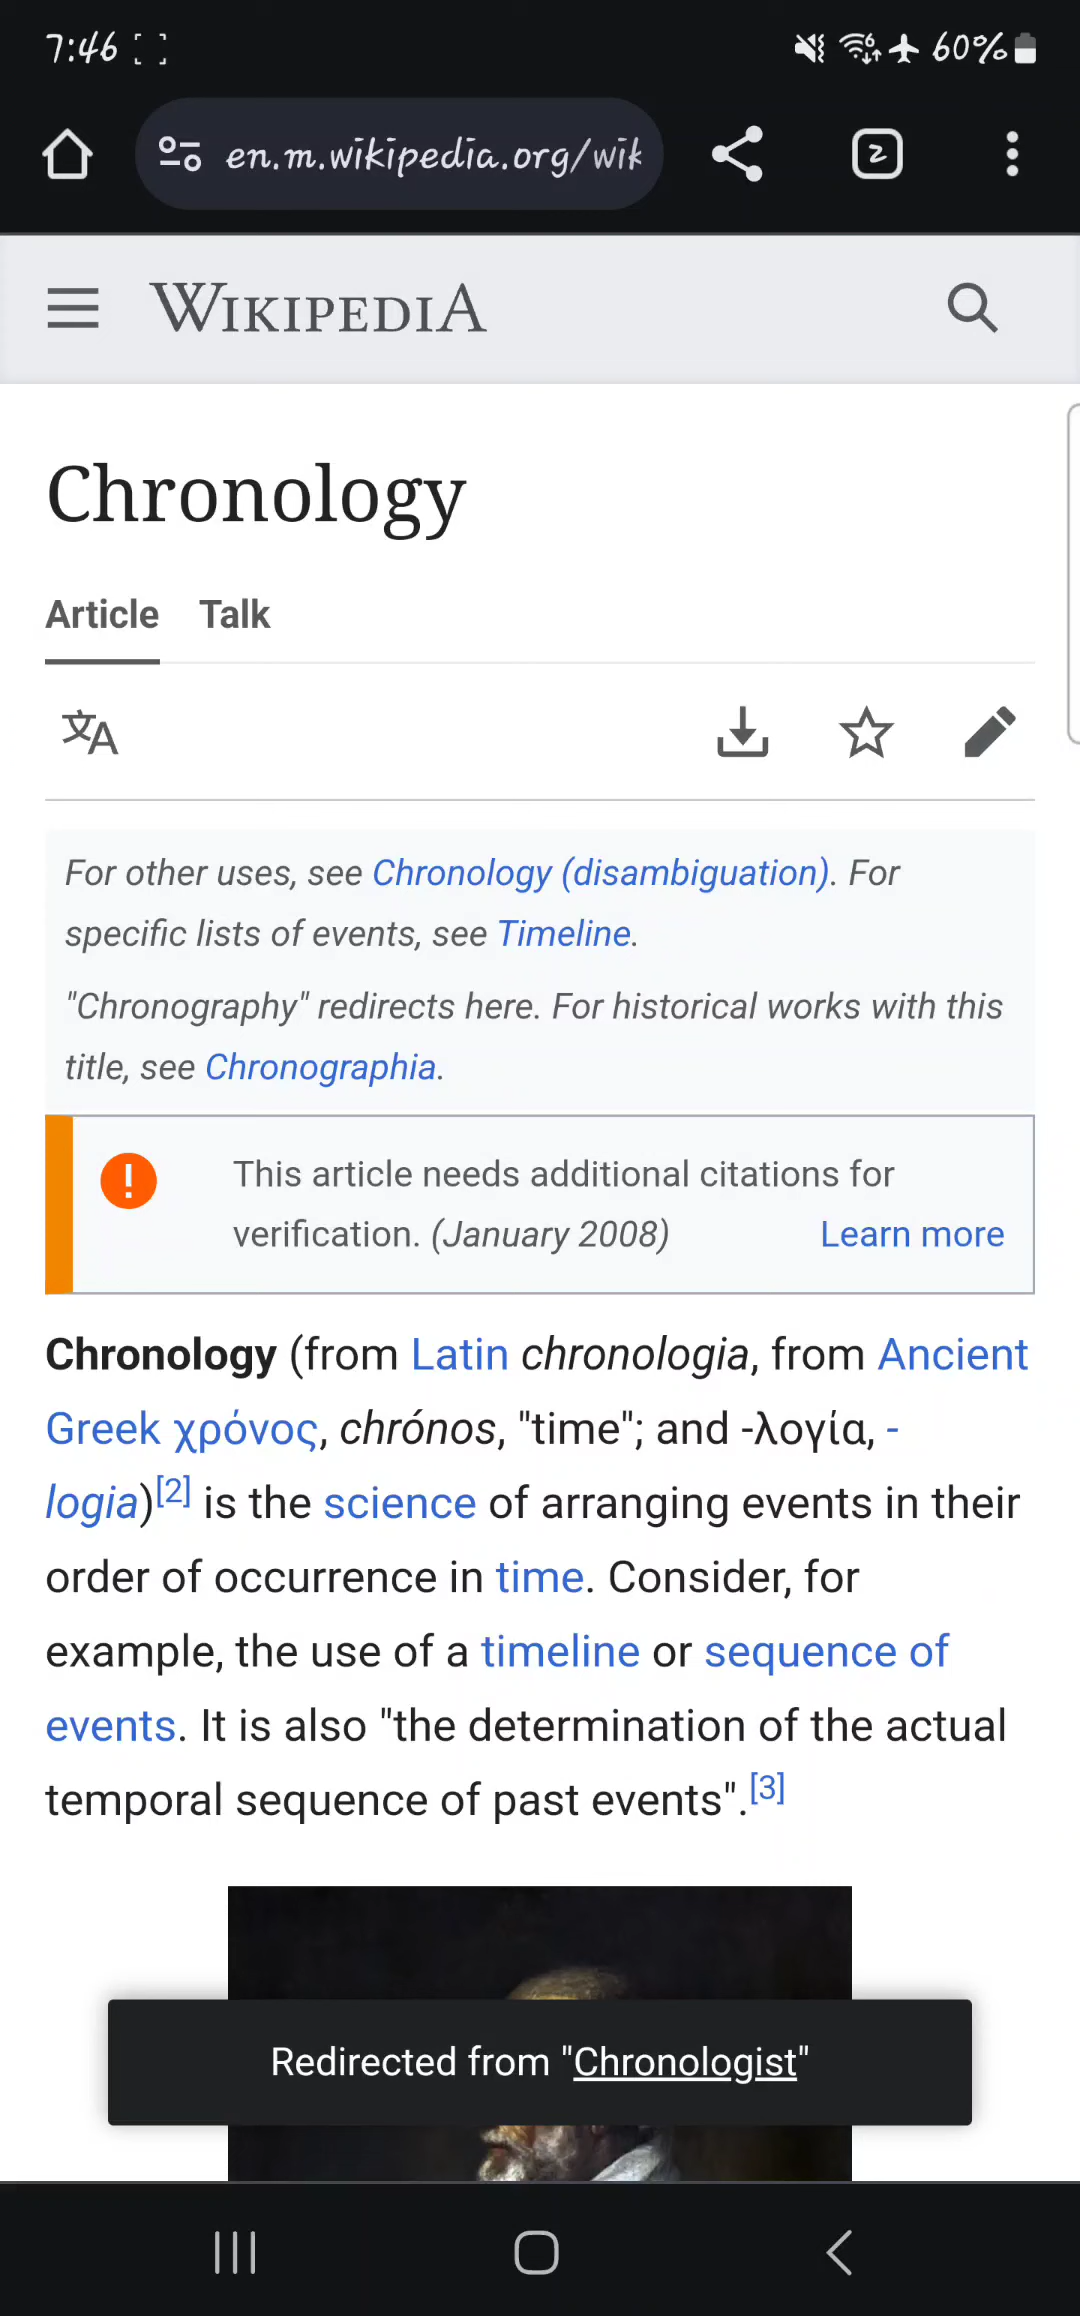 7:46 60%
en.m.wikipedia.org/wik 2
WIKIPEDIA
Chronology
Article Talk
For other uses, see Chronology (disambiguation). For
specific lists of events, see Timeline.
"Chronography" redirects here. For historical works with this
title, see Chronographia.
This article needs additional citations for
verification. (January 2008) Learn more
Chronology (from Latin chronologia, from Ancient
Greek χρόνος, chrónos, "time"; and -λογία, -
logia)[2] is the science of arranging events in their
order of occurrence in time. Consider, for
example, the use of a timeline or sequence of
events. It is also "the determination of the actual
temporal sequence of past events".[3]
Redirected from "Chronologist"